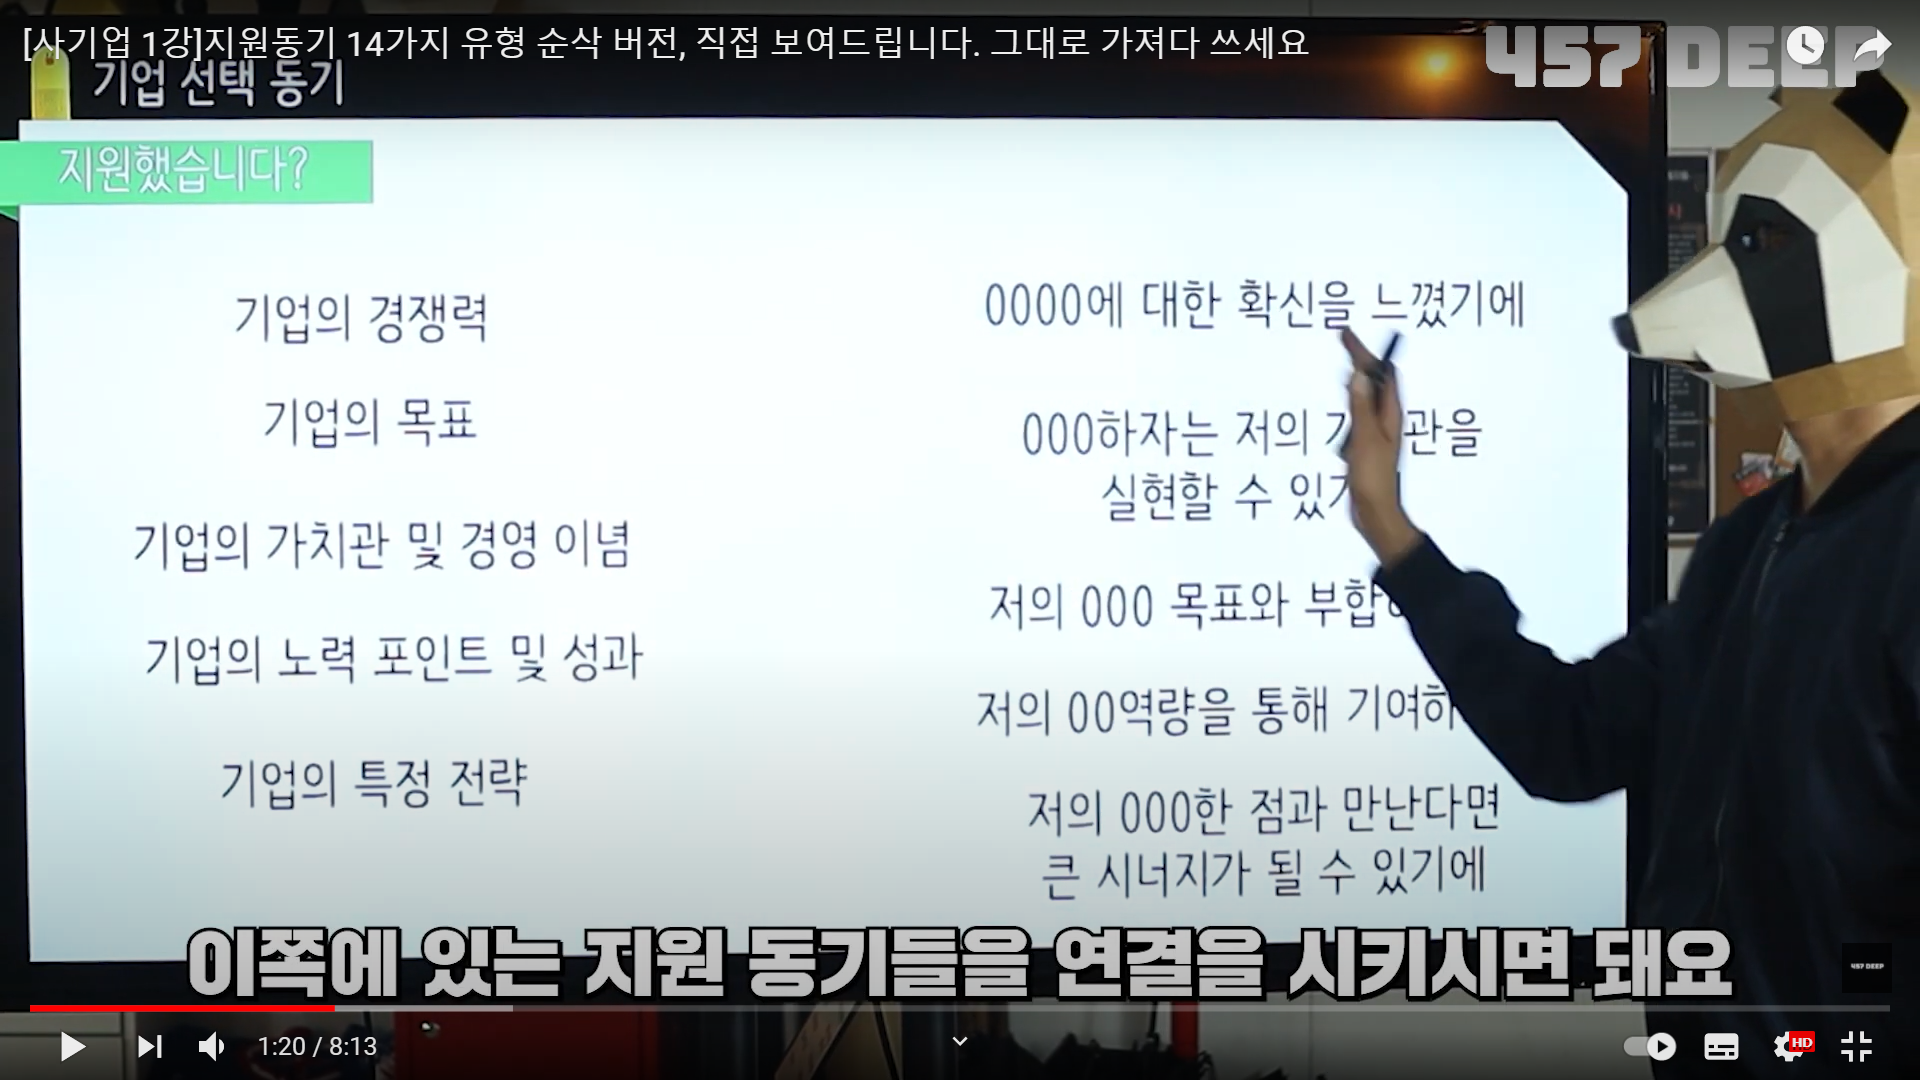 [사기업 1강]지원동기 14가지 유형 순삭 버전, 직접 보여드립니다. 그대로 가져다 쓰세요
457 DEEP
기업 선택 동기
지원했습니다?
기업의 경쟁력
기업의 목표
기업의 가치관 및 경영 이념
기업의 노력 포인트 및 성과
기업의 특정 전략
0000에 대한 확신을 느꼈기에
000하자는 저의 관을
실현할 수 있기
저의 000 목표와 부합
저의 00역량을 통해 기여하
저의 000한 점과 만난다면
큰 시너지가 될 수 있기에
이쪽에 있는 지원 동기들을 연결을 시키시면 돼요
457 DEEP
1:20 / 8:13
HD